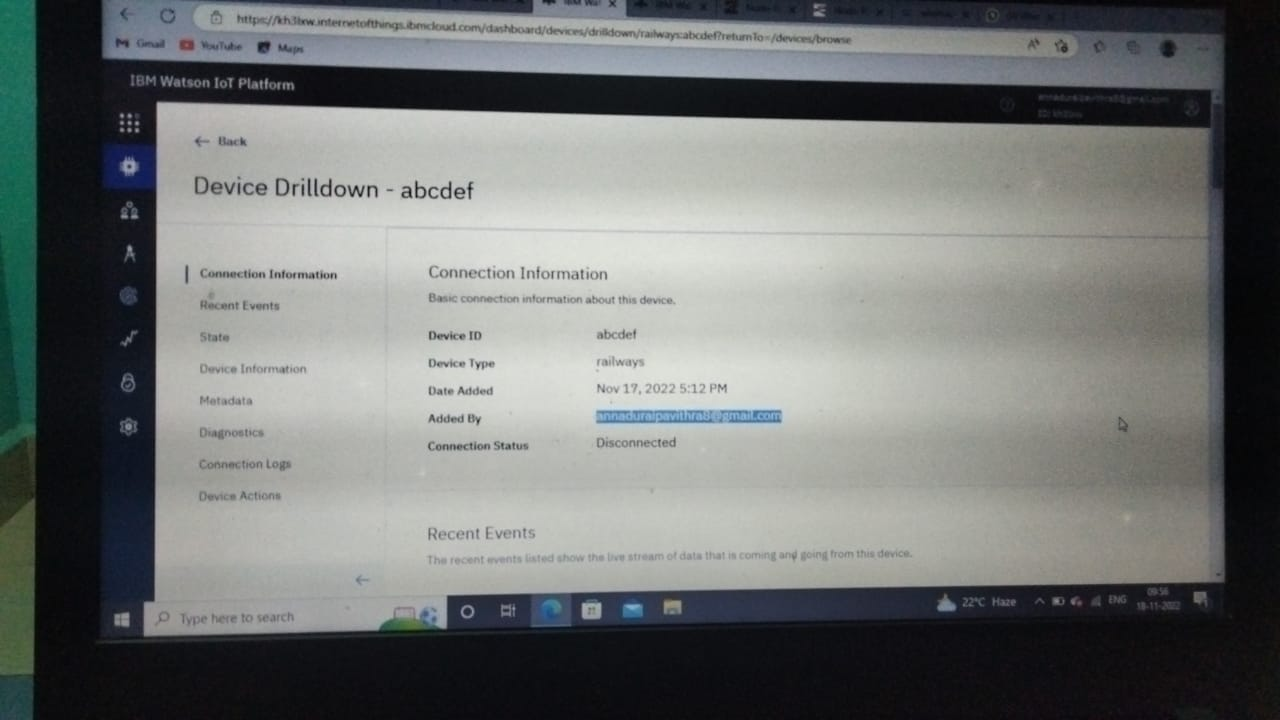 https://kh3lxw.internetofthings.ibmcloud.com/dashboard/devices/drilldown/railways:abcdef?returnTo=/devices/browse
Gmail YouTube Maps
IBM Watson IoT Platform
Back
Device Drilldown - abcdef
Connection Information
Recent Events
State
Device Information
Metadata
Diagnostics
Connection Logs
Device Actions
Connection Information
Basic connection information about this device.
Device ID abcdef
Device Type railways
Date Added Nov 17, 2022 5:12 PM
Added By annaduraipavithra8@gmail.com
Connection Status Disconnected
Recent Events
The recent events listed show the live stream of data that is coming and going from this device.
Type here to search
22°C Haze
ENG
09:56
18-11-2022